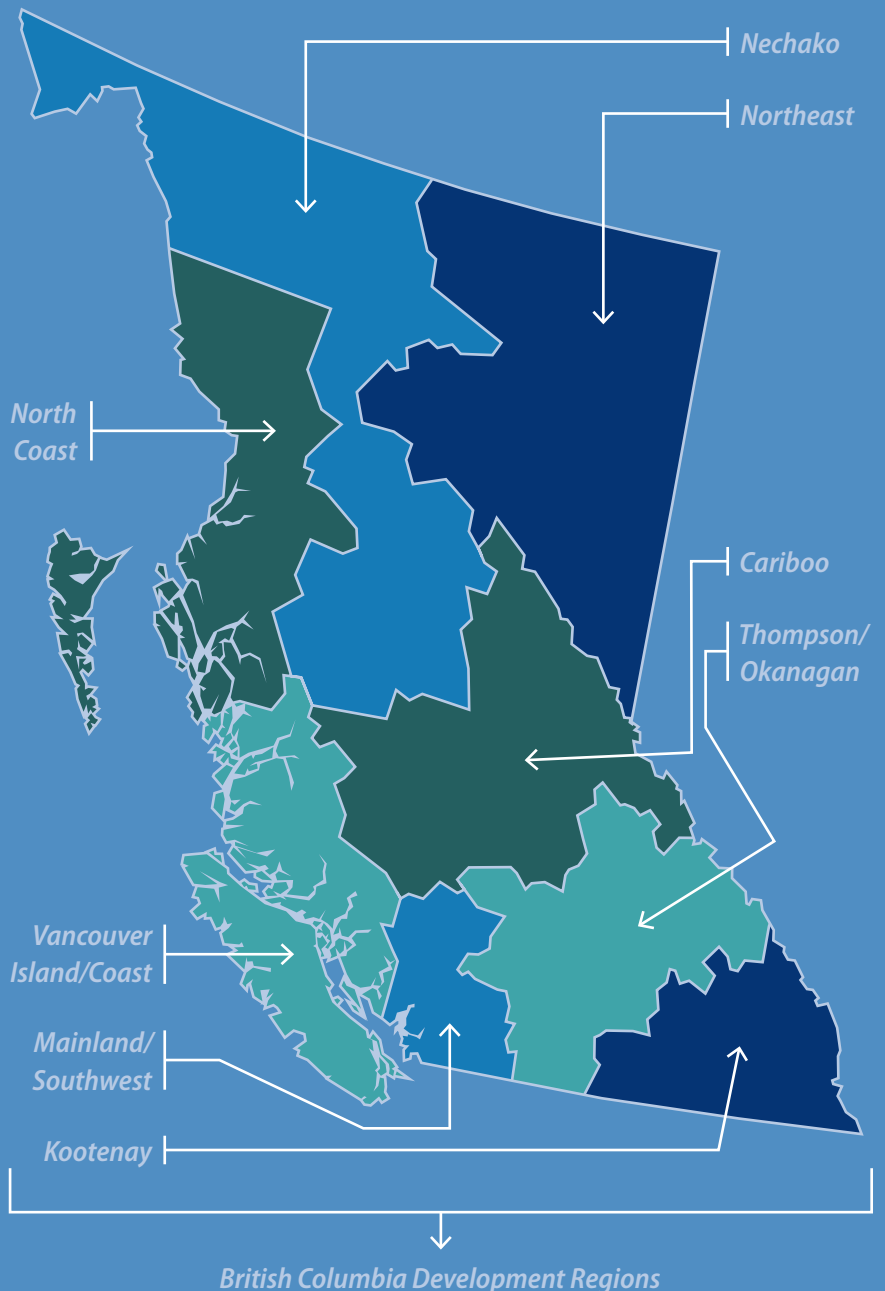 Nechako
Northeast
North
Coast
Cariboo
Thompson/
Okanagan
Vancouver
Island/Coast
Mainland/
Southwest
Kootenay
British Columbia Development Regions